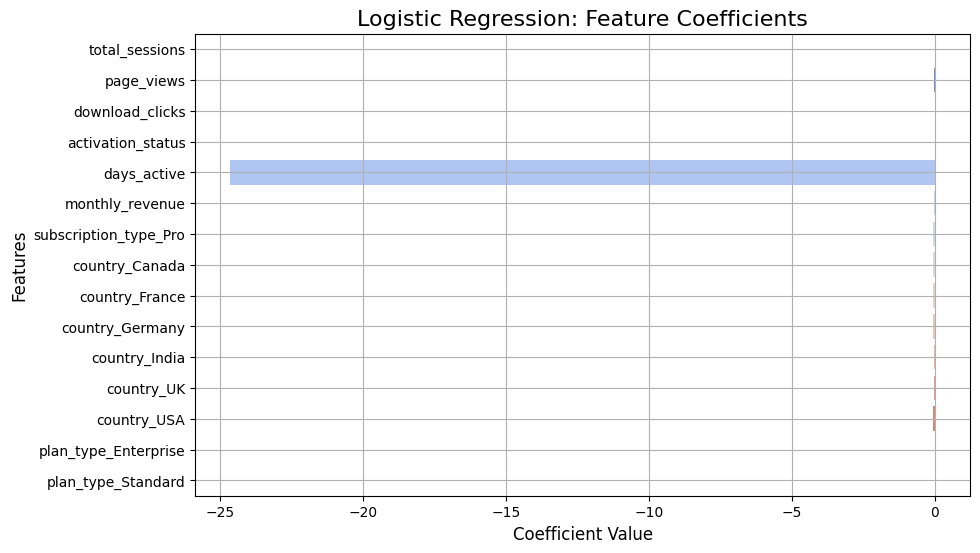 Logistic Regression: Feature Coefficients
total_sessions
page_views
download_clicks
activation_status
days_active
monthly_revenue
subscription_type_Pro
country_Canada
country_France
country_Germany
country_India
country_UK
country_USA
plan_type_Enterprise
plan_type_Standard
Features
−25 −20 −15 −10 −5 0
Coefficient Value